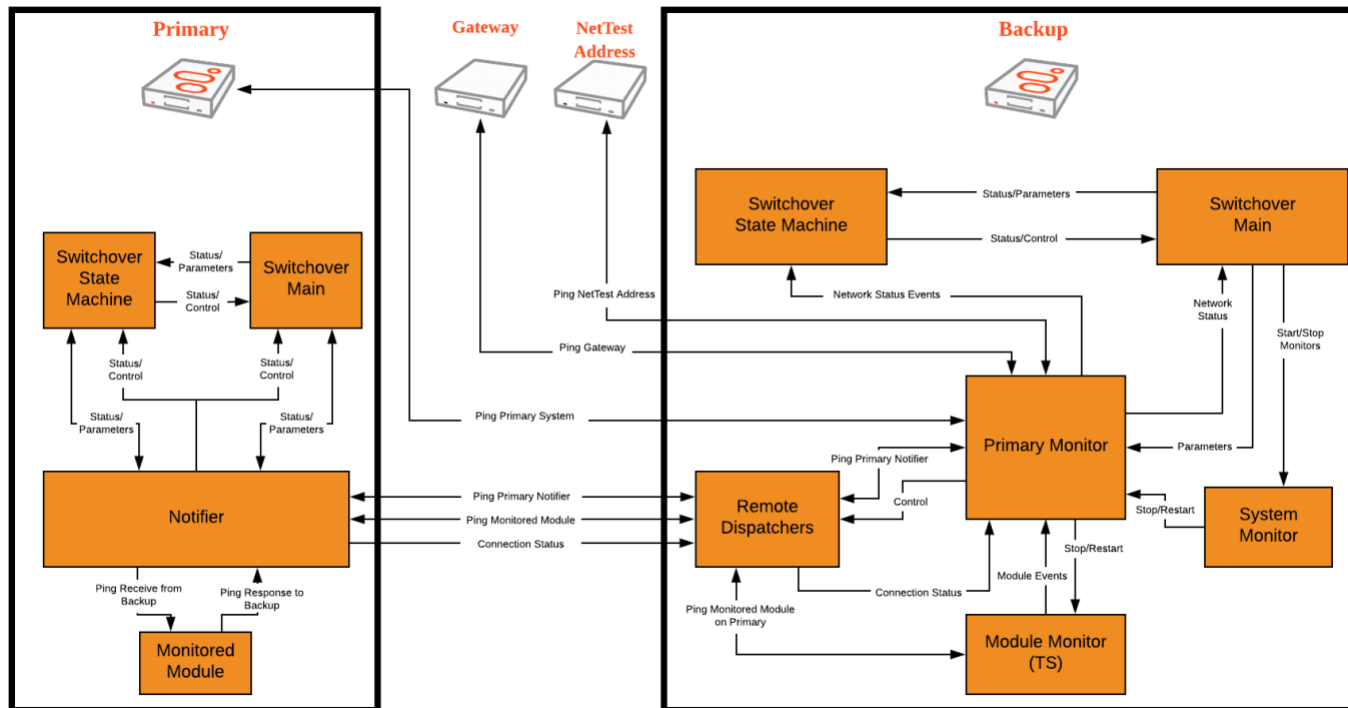 Primary
Gateway
NetTest
Address
Backup
Switchover
State
Machine
Status/
Parameters
Status/
Control
Switchover
Main
Status/
Control
Status/
Control
Status/
Parameters
Status/
Parameters
Notifier
Ping Receive from
Backup
Ping Response to
Backup
Monitored
Module
Ping NetTest Address
Ping Gateway
Ping Primary System
Ping Primary Notifier
Ping Monitored Module
Connection Status
Switchover
State Machine
Status/Parameters
Status/Control
Switchover
Main
Network Status Events
Network
Status
Start/Stop
Monitors
Primary Monitor
Parameters
Ping Primary Notifier
Control
Remote
Dispatchers
Stop/Restart
System
Monitor
Stop/Restart
Module Events
Connection Status
Ping Monitored Module
on Primary
Module Monitor
(TS)